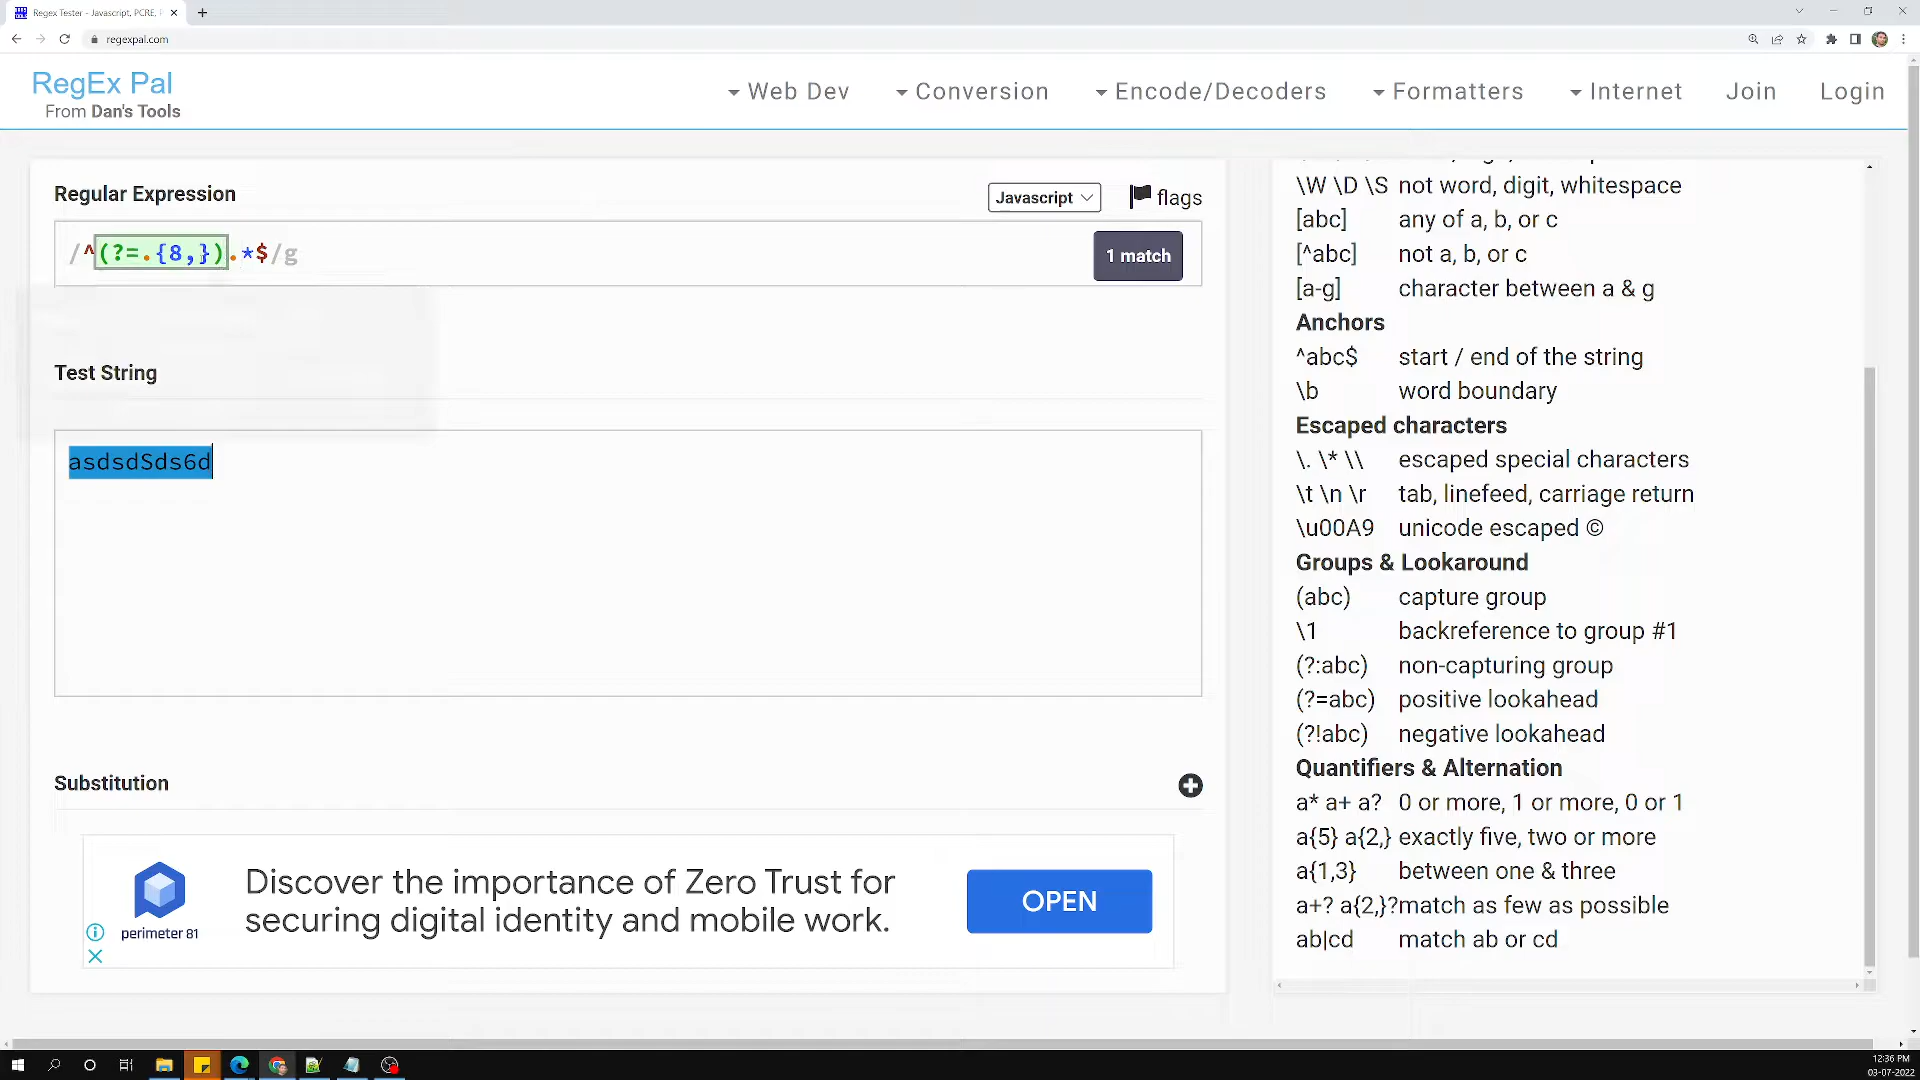 Regex Tester - Javascript, PCRE, P
regexpal.com
RegEx Pal
From Dan's Tools
Web Dev
Conversion
Encode/Decoders
Formatters
Internet
Join
Login
Regular Expression
Javascript
flags
/^(?=.{8,}).*$/g
1 match
Test String
asdsdSds6d
Substitution
perimeter 81
Discover the importance of Zero Trust for
securing digital identity and mobile work.
OPEN
\W \D \S not word, digit, whitespace
[abc] any of a, b, or c
[^abc] not a, b, or c
[a-g] character between a & g
Anchors
^abc$ start / end of the string
\b word boundary
Escaped characters
\. \* \\ escaped special characters
\t \n \r tab, linefeed, carriage return
\u00A9 unicode escaped ©
Groups & Lookaround
(abc) capture group
\1 backreference to group #1
(?:abc) non-capturing group
(?=abc) positive lookahead
(?!abc) negative lookahead
Quantifiers & Alternation
a* a+ a? 0 or more, 1 or more, 0 or 1
a{5} a{2,} exactly five, two or more
a{1,3} between one & three
a+? a{2,}? match as few as possible
ab|cd match ab or cd
12:36 PM
03-07-2022